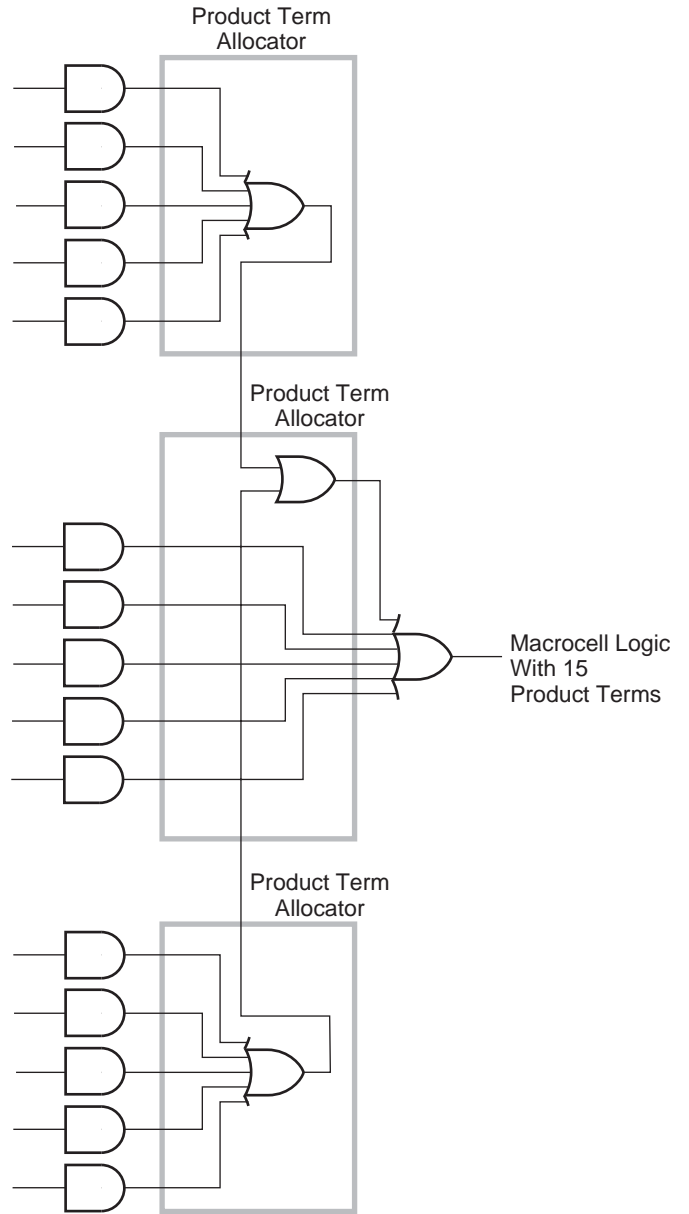 Product Term
Allocator
Product Term
Allocator
Macrocell Logic
With 15
Product Terms
Product Term
Allocator